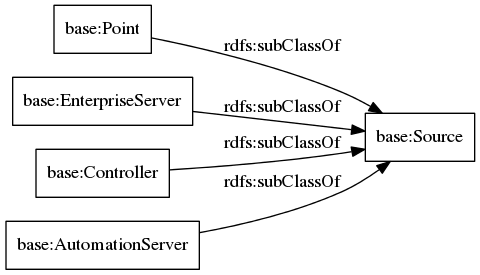 base:Point
rdfs:subClassOf
base:EnterpriseServer
rdfs:subClassOf
base:Source
base:Controller
rdfs:subClassOf
base:AutomationServer
rdfs:subClassOf